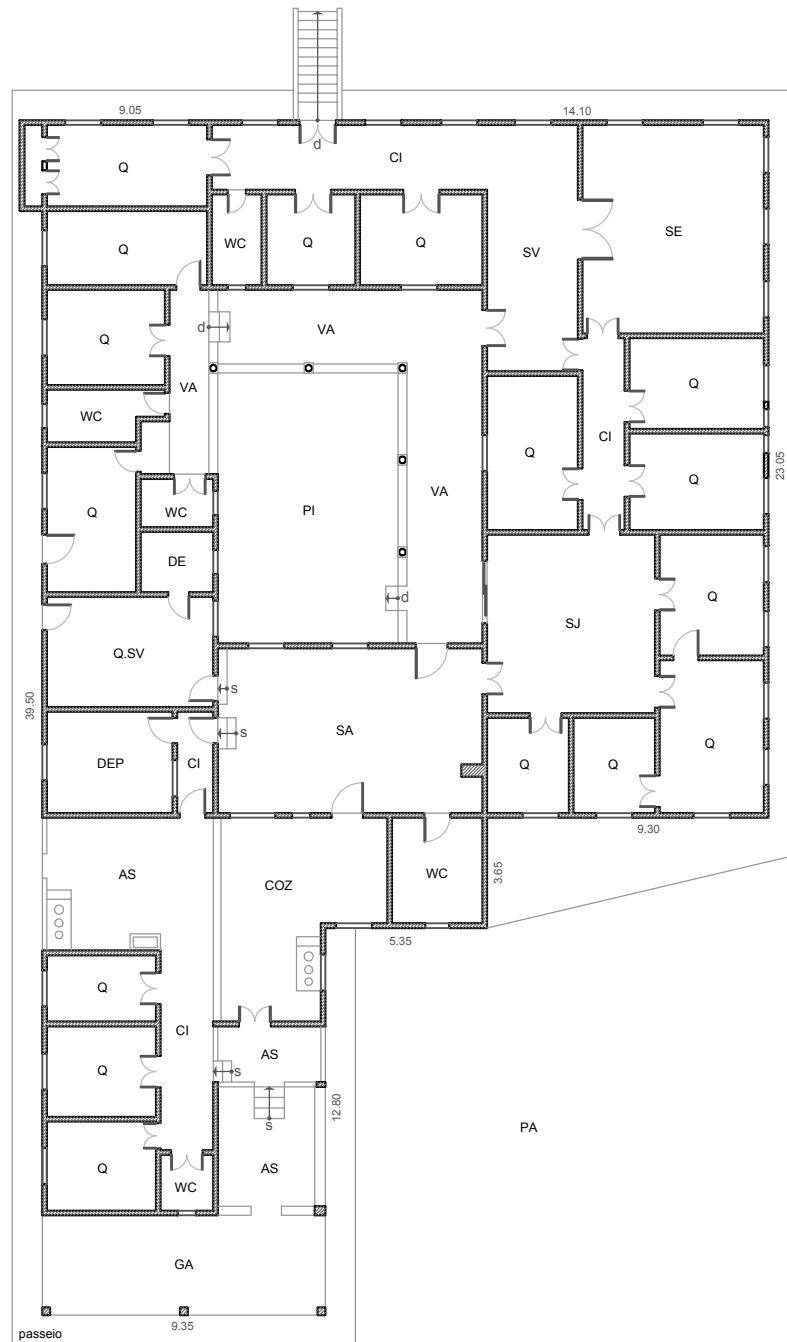 9.05
14.10
d
Q
CI
Q
WC
Q
Q
SV
SE
d
VA
Q
VA
Q
WC
CI
Q
VA
Q
Q
WC
PI
DE
d
SJ
Q
Q.SV
s
39.50
23.05
SA
s
DEP
CI
Q
Q
Q
9.30
AS
COZ
WC
3.65
5.35
Q
CI
AS
Q
s
s
12.80
PA
AS
Q
WC
GA
9.35
passeio